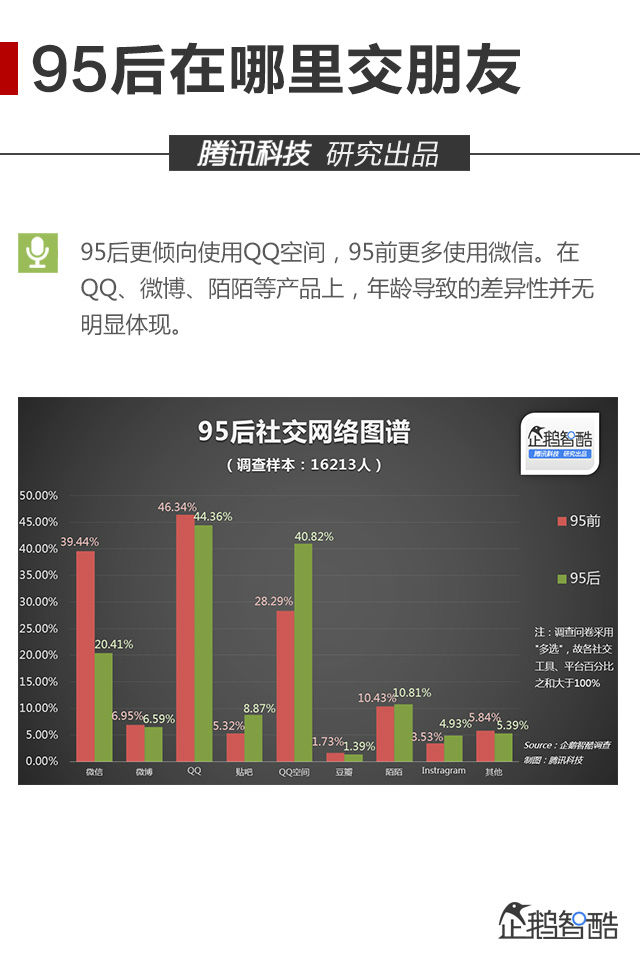 95后在哪里交朋友
腾讯科技 研究出品
95后更倾向使用QQ空间，95前更多使用微信。在
QQ、微博、陌陌等产品上，年龄导致的差异性并无
明显体现。
95后社交网络图谱
（调查样本：16213人）
企鹅智酷
腾讯科技 研究出品
50.00%
45.00%
40.00%
35.00%
30.00%
25.00%
20.00%
15.00%
10.00%
5.00%
0.00%
39.44%
20.41%
6.95%
6.59%
46.34%
44.36%
5.32%
8.87%
28.29%
40.82%
1.73%
1.39%
10.43%
10.81%
3.53%
4.93%
5.84%
5.39%
微信
微博
QQ
贴吧
QQ空间
豆瓣
陌陌
Instragram
其他
95前
95后
注：调查问卷采用
"多选"，故各社交
工具、平台百分比
之和大于100%
Source：企鹅智酷调查
制图：腾讯科技
企鹅智酷